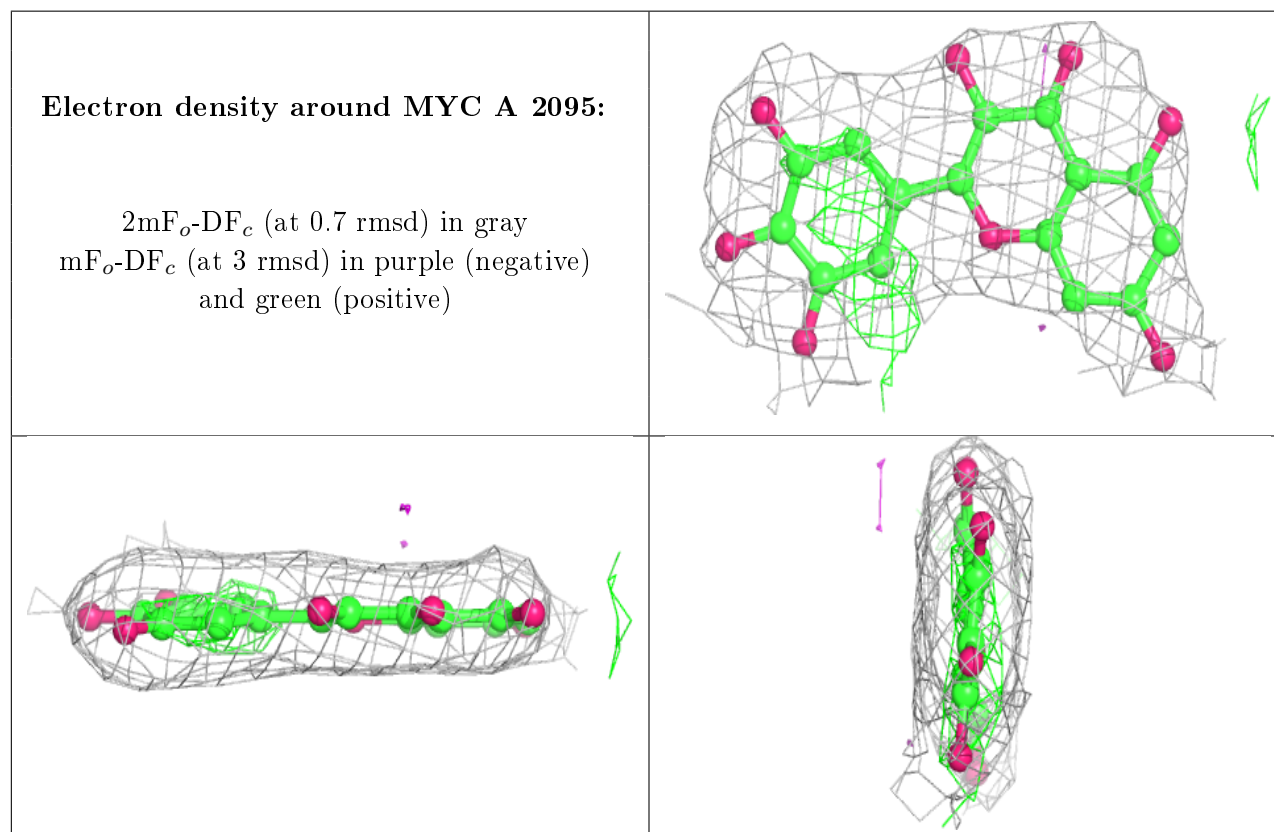 Electron density around MYC A 2095:
2mFo-DFc (at 0.7 rmsd) in gray
mFo-DFc (at 3 rmsd) in purple (negative)
and green (positive)